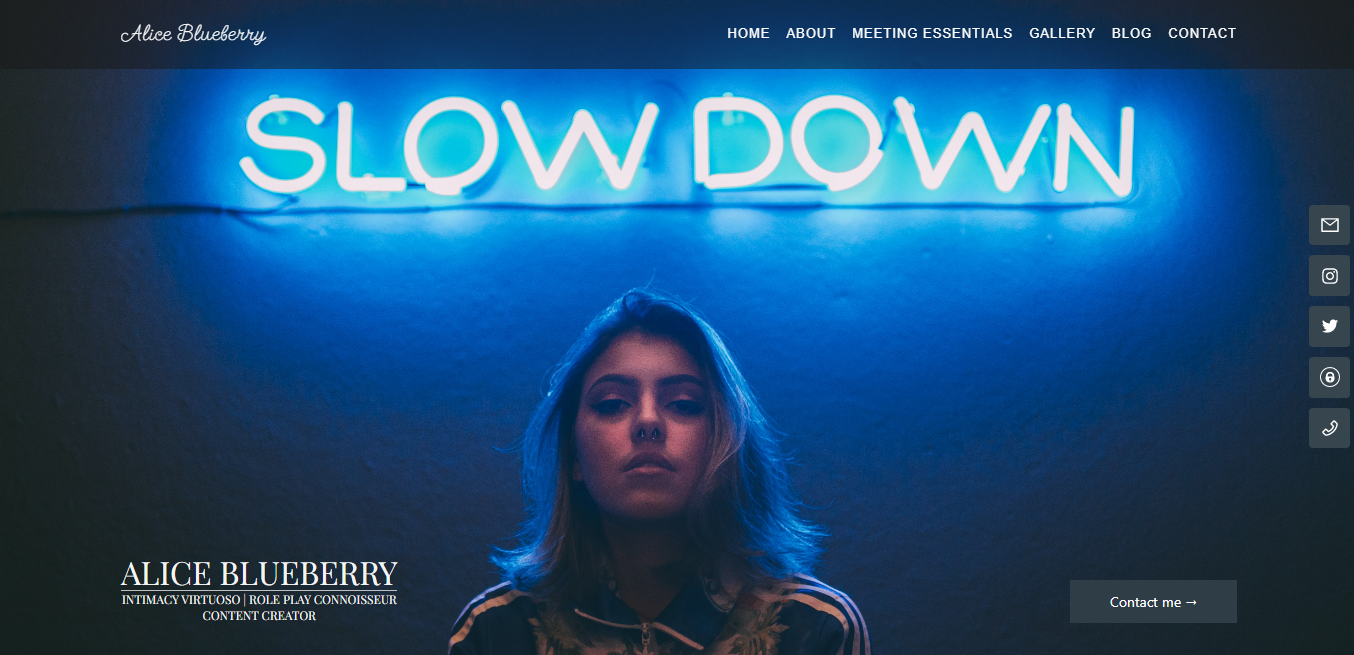 Alice Blueberry
HOME ABOUT MEETING ESSENTIALS GALLERY BLOG CONTACT
SLOW DOWN
ALICE BLUEBERRY
INTIMACY VIRTUOSO | ROLE PLAY CONNOISSEUR
CONTENT CREATOR
Contact me →